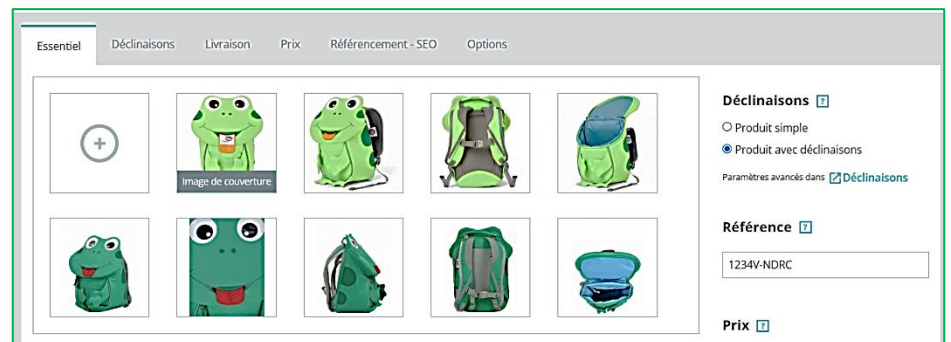 Essentiel Déclinaisons Livraison Prix Référencement - SEO Options
Image de couverture
Déclinaisons ?
Produit simple
Produit avec déclinaisons
Paramètres avancés dans Déclinaisons
Référence ?
1234V-NDRC
Prix ?